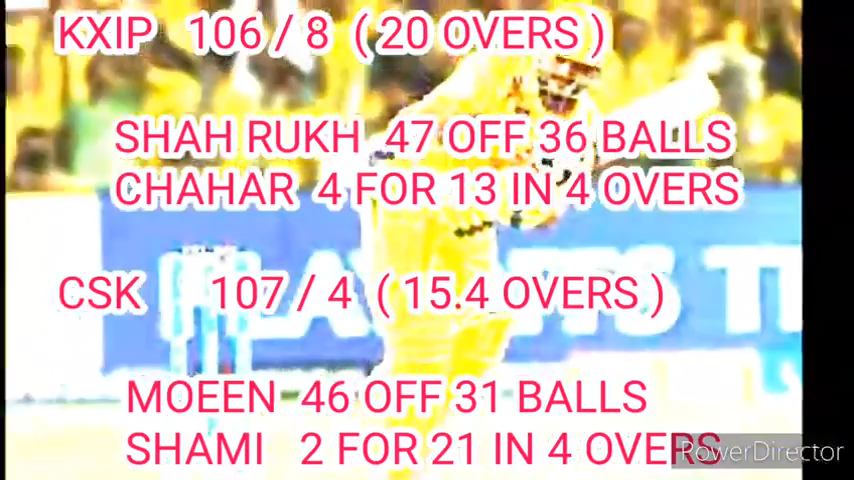 KXIP 106 / 8 ( 20 OVERS )
SHAH RUKH 47 OFF 36 BALLS
CHAHAR 4 FOR 13 IN 4 OVERS
CSK 107 / 4 ( 15.4 OVERS )
MOEEN 46 OFF 31 BALLS
SHAMI 2 FOR 21 IN 4 OVERS
PowerDirector